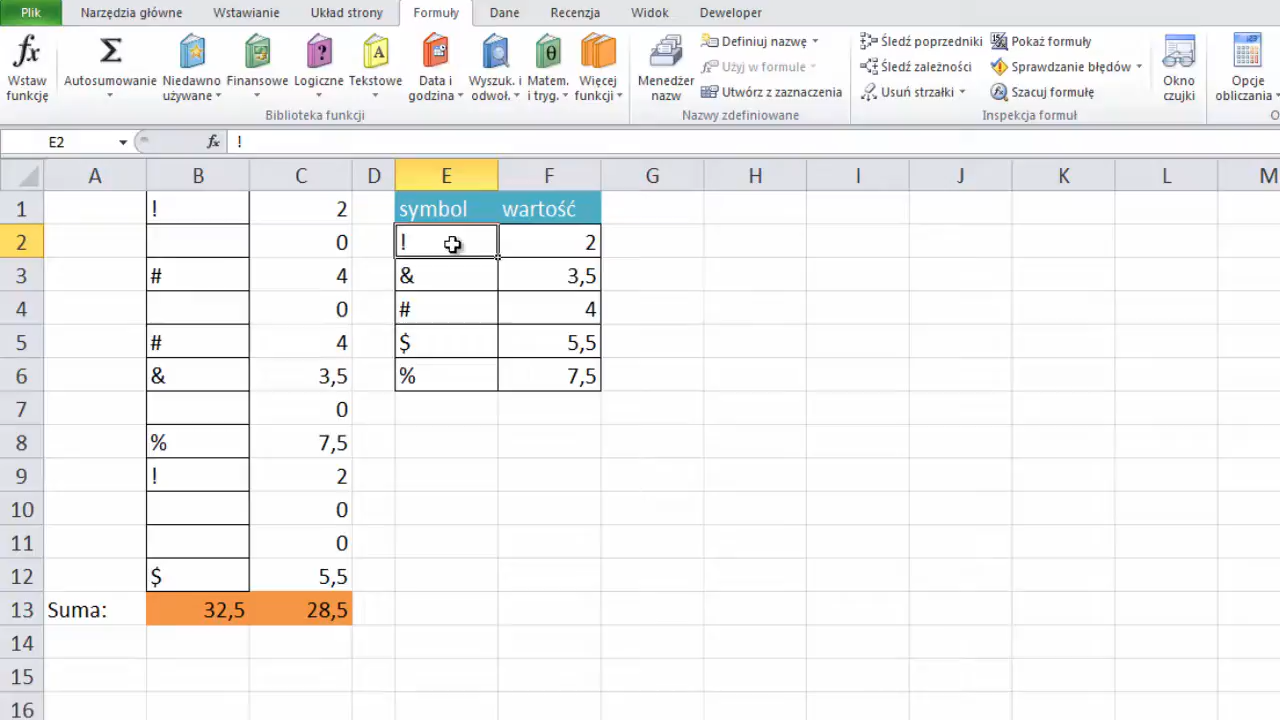 Plik Narzędzia główne Wstawianie Układ strony Formuły Dane Recenzja Widok Deweloper
fx Σ ? A θ
Wstaw funkcję
Autosumowanie
Niedawno używane
Finansowe
Logiczne
Tekstowe
Data i godzina
Wyszuk. i odwoł.
Matem. i tryg.
Więcej funkcji
Biblioteka funkcji
Menedżer nazw
Definiuj nazwę
Użyj w formule
Utwórz z zaznaczenia
Nazwy zdefiniowane
Śledź poprzedniki
Śledź zależności
Usuń strzałki
Pokaż formuły
Sprawdzanie błędów
Szacuj formułę
Inspekcja formuł
Okno czujki
Opcje obliczania
E2 fx !
A B C D E F G H I J K L M
1 ! 2 symbol wartość
2 0 ! 2
3 # 4 & 3,5
4 0 # 4
5 # 4 $ 5,5
6 & 3,5 % 7,5
7 0
8 % 7,5
9 ! 2
10 0
11 0
12 $ 5,5
13 Suma: 32,5 28,5
14
15
16